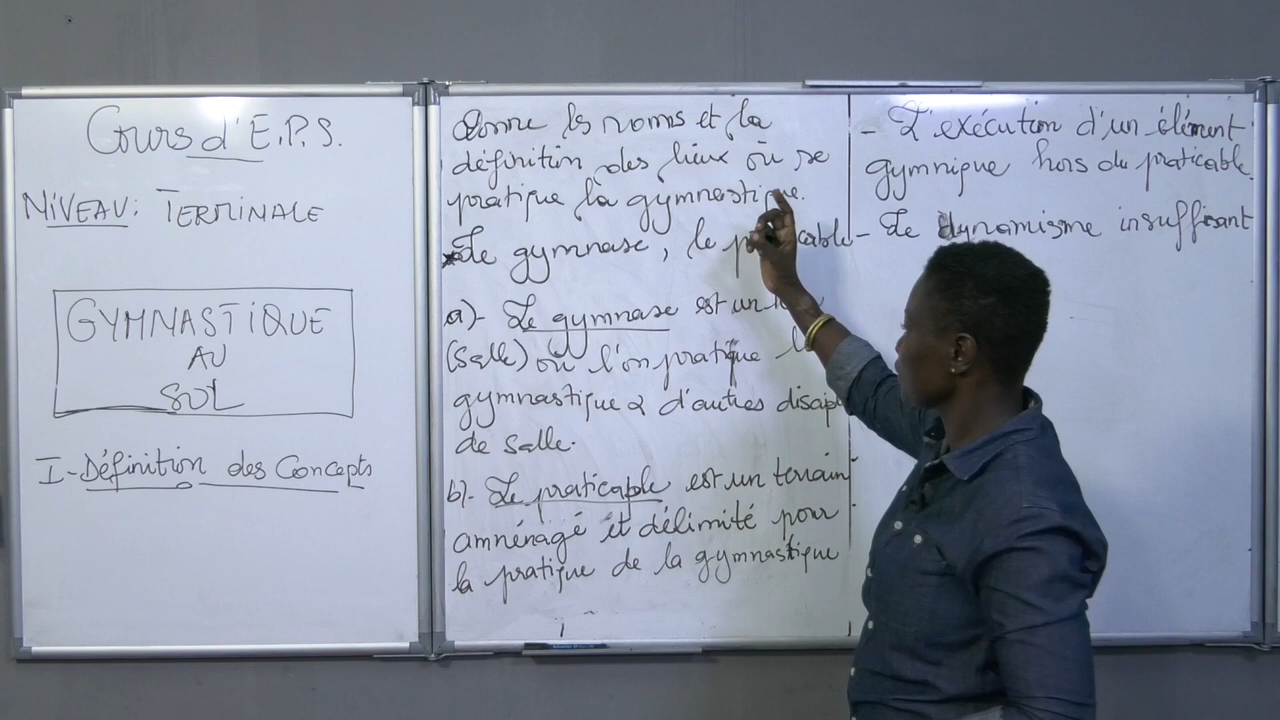 Cours d'E.P.S.
NIVEAU: TERMINALE
GYMNASTIQUE
AU
SOL
I-Définition des Concepts
Donne les noms et la
définition des lieux où se
pratique la gymnastique.
Le gymnase, le
a)- Le gymnase est un
(Salle) où l'on pratique
gymnastique & d'autres
de salle.
b)- Le praticable est un terrain
amnénagé et délimité pour
la pratique de la gymnastique
- L'exécution d'un élément
gymnique hors du praticable.
- Le dynamisme insuffisant